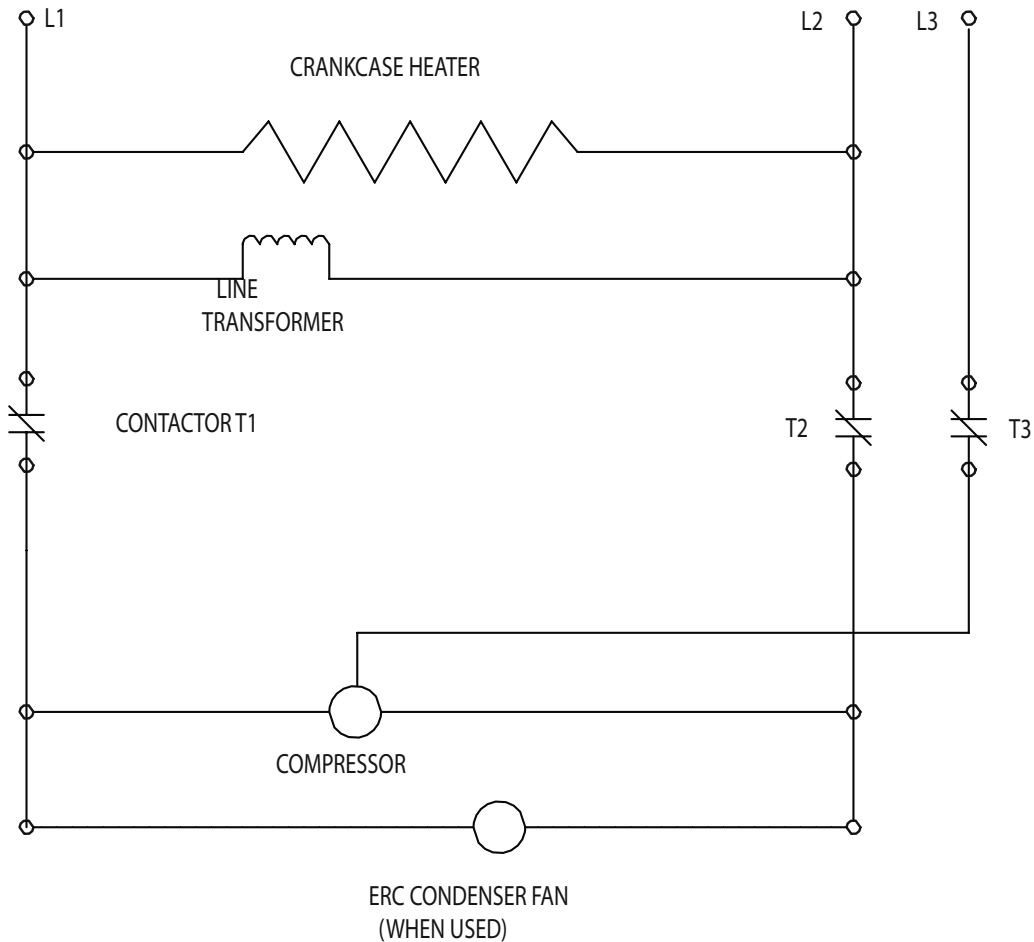 L1
L2
L3
CRANKCASE HEATER
LINE
TRANSFORMER
CONTACTOR T1
T2
T3
COMPRESSOR
ERC CONDENSER FAN
(WHEN USED)